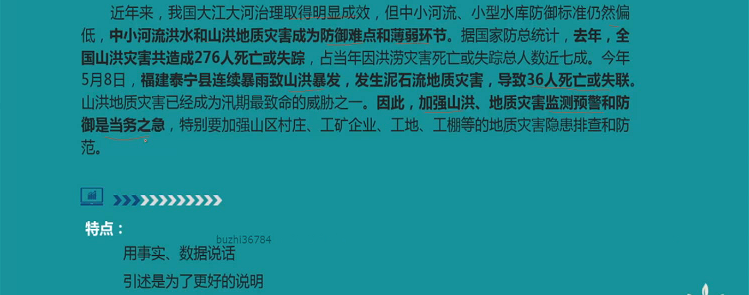 近年来，我国大江大河治理取得明显成效，但中小河流、小型水库防御标准仍然偏
低，中小河流洪水和山洪地质灾害成为防御难点和薄弱环节。据国家防总统计，去年，全
国山洪灾害共造成276人死亡或失踪，占当年因洪涝灾害死亡或失踪总人数近七成。今年
5月8日，福建泰宁县连续暴雨致山洪暴发，发生泥石流地质灾害，导致36人死亡或失联。
山洪地质灾害已经成为汛期最致命的威胁之一。因此，加强山洪、地质灾害监测预警和防
御是当务之急，特别要加强山区村庄、工矿企业、工地、工棚等的地质灾害隐患排查和防
范。
特点：
buzhi36784
用事实、数据说话
引述是为了更好的说明